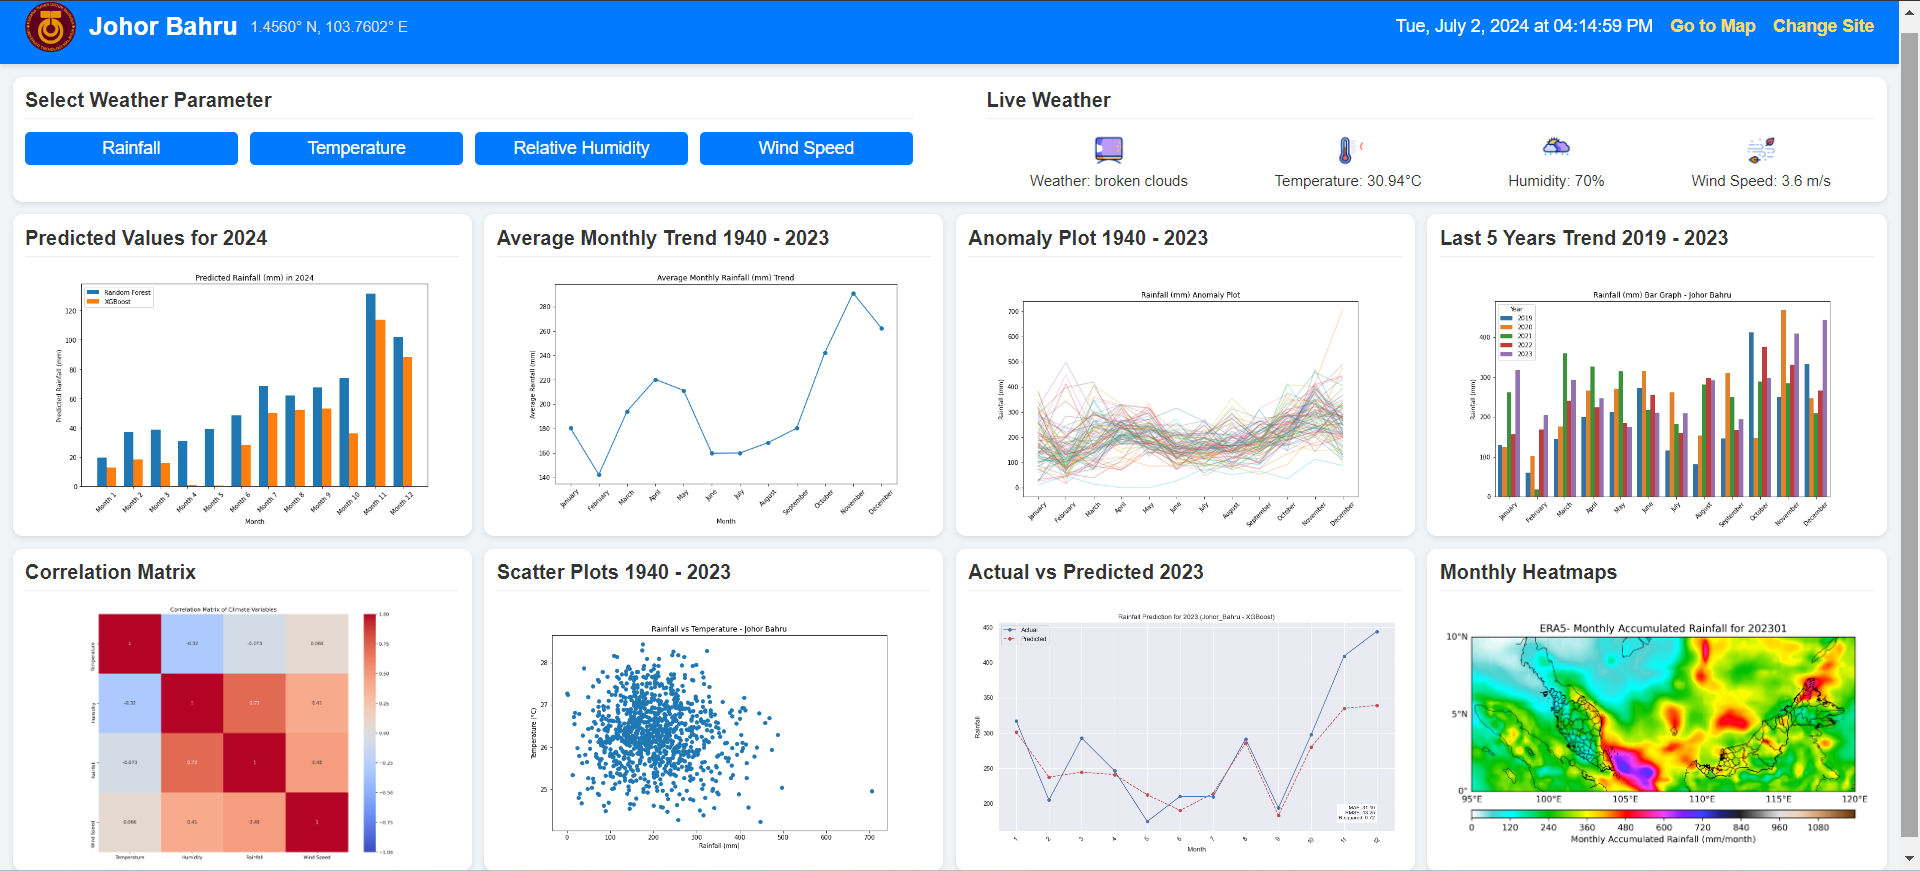 Johor Bahru 1.4560° N, 103.7602° E
Tue, July 2, 2024 at 04:14:59 PM Go to Map Change Site
Select Weather Parameter
Rainfall Temperature Relative Humidity Wind Speed
Live Weather
Weather: broken clouds
Temperature: 30.94°C
Humidity: 70%
Wind Speed: 3.6 m/s
Predicted Values for 2024
Predicted Rainfall (mm) in 2024
Random Forest
XGBoost
Predicted Rainfall (mm)
120
100
80
60
40
20
0
Month 1 Month 2 Month 3 Month 4 Month 5 Month 6 Month 7 Month 8 Month 9 Month 10 Month 11 Month 12
Month
Average Monthly Trend 1940 - 2023
Average Monthly Rainfall (mm) Trend
Average Rainfall (mm)
280
260
240
220
200
180
160
140
January February March April May June July August September October November December
Month
Anomaly Plot 1940 - 2023
Rainfall (mm) Anomaly Plot
Rainfall (mm)
700
600
500
400
300
200
100
0
January February March April May June July August September October November December
Last 5 Years Trend 2019 - 2023
Rainfall (mm) Bar Graph - Johor Bahru
Year
2019
2020
2021
2022
2023
Rainfall (mm)
400
300
200
100
0
January February March April May June July August September October November December
Correlation Matrix
Correlation Matrix of Climate Variables
Temperature 1 -0.32 -0.073 0.066
Humidity -0.32 1 0.72 0.41
Rainfall -0.073 0.72 1 0.48
Wind Speed 0.066 0.41 0.48 1
Temperature Humidity Rainfall Wind Speed
1.00
0.75
0.50
0.25
0.00
-0.25
-0.50
-0.75
-1.00
Scatter Plots 1940 - 2023
Rainfall vs Temperature - Johor Bahru
Temperature (°C)
28
27
26
25
0 100 200 300 400 500 600 700
Rainfall (mm)
Actual vs Predicted 2023
Rainfall Prediction for 2023 (Johor_Bahru - XGBoost)
Actual
Predicted
Rainfall
450
400
350
300
250
200
R-squared: 0.72
1 2 3 4 5 6 7 8 9 10 11 12
Month
Monthly Heatmaps
ERA5- Monthly Accumulated Rainfall for 202301
10°N
5°N
0°
95°E 100°E 105°E 110°E 115°E 120°E
0 120 240 360 480 600 720 840 960 1080
Monthly Accumulated Rainfall (mm/month)